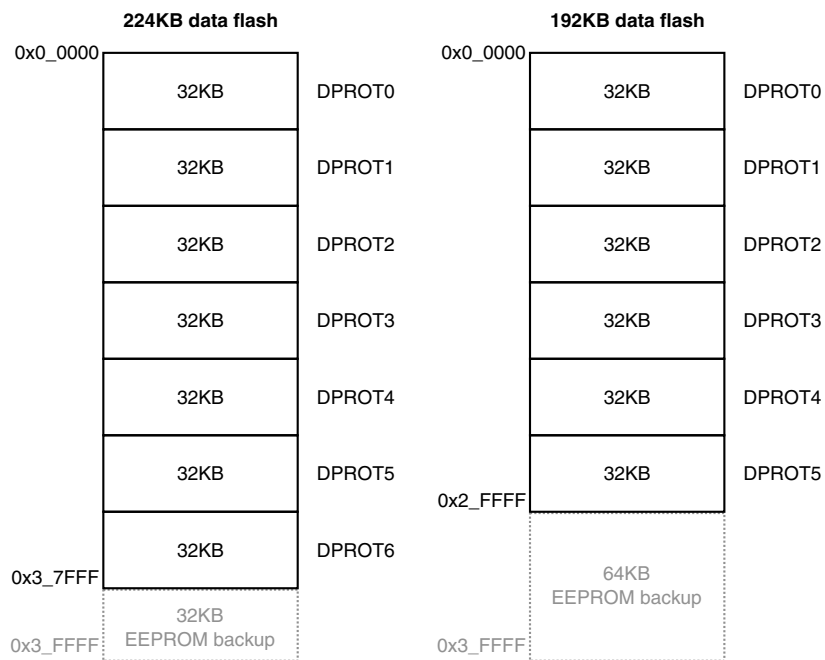 224KB data flash
0x0_0000
32KB DPROT0
32KB DPROT1
32KB DPROT2
32KB DPROT3
32KB DPROT4
32KB DPROT5
32KB DPROT6
0x3_7FFF
32KB
EEPROM backup
0x3_FFFF
192KB data flash
0x0_0000
32KB DPROT0
32KB DPROT1
32KB DPROT2
32KB DPROT3
32KB DPROT4
32KB DPROT5
0x2_FFFF
64KB
EEPROM backup
0x3_FFFF